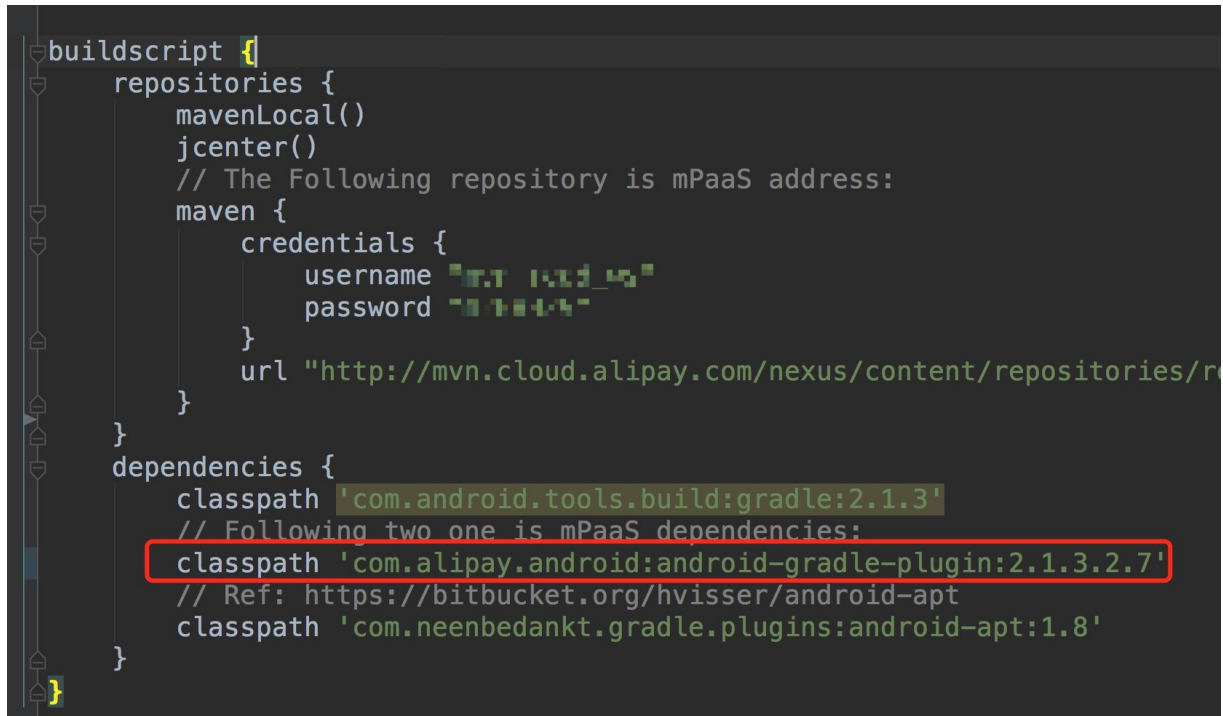 buildscript {
repositories {
mavenLocal()
jcenter()
// The Following repository is mPaaS address:
maven {
credentials {
username "
password "
}
url "http://mvn.cloud.alipay.com/nexus/content/repositories/r
}
}
dependencies {
classpath 'com.android.tools.build:gradle:2.1.3'
// Following two one is mPaaS dependencies:
classpath 'com.alipay.android:android-gradle-plugin:2.1.3.2.7'
// Ref: https://bitbucket.org/hvisser/android-apt
classpath 'com.neenbedankt.gradle.plugins:android-apt:1.8'
}
}